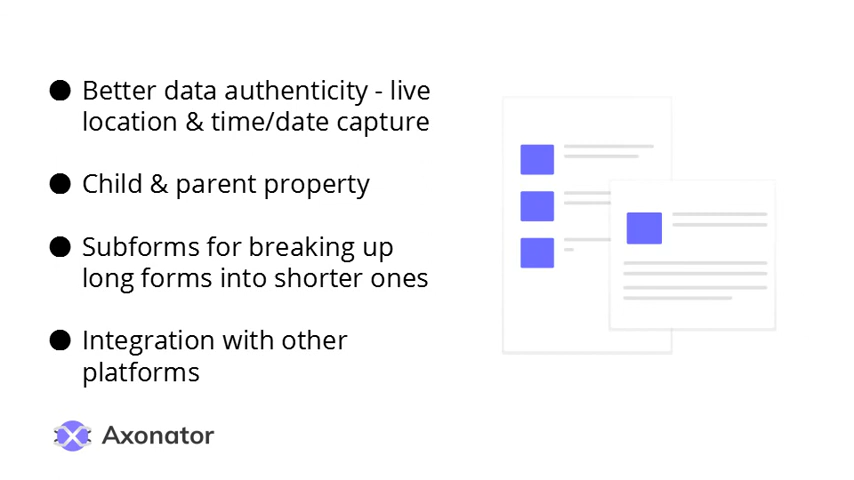 Better data authenticity - live
location & time/date capture
Child & parent property
Subforms for breaking up
long forms into shorter ones
Integration with other
platforms
Axonator